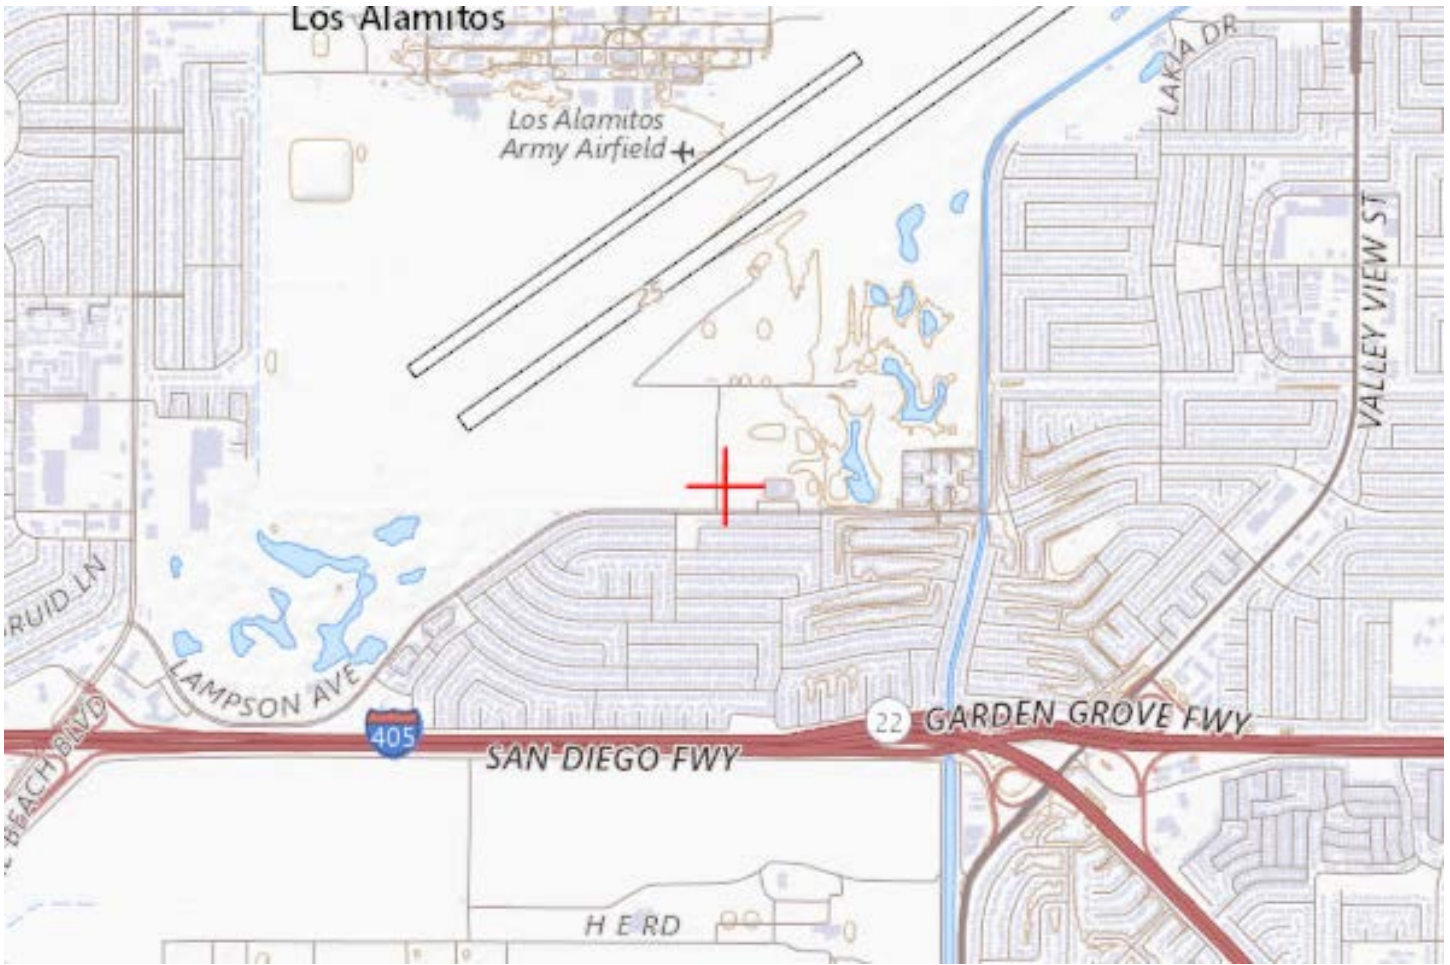 Los Alamitos
LAKA DR
Los Alamitos
Army Airfield
VALLEY VIEW ST
RUID LN
LAMPSON AVE
BEACH BLVD
405
22
GARDEN GROVE FWY
SAN DIEGO FWY
H E RD